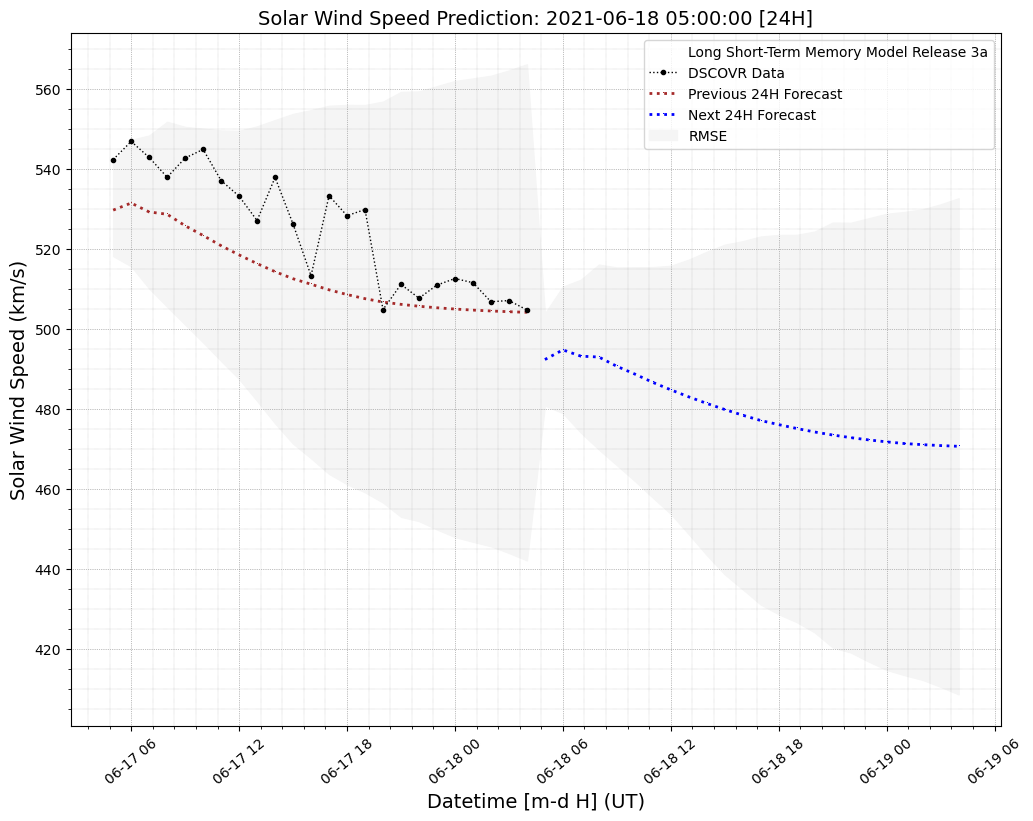 Solar Wind Speed Prediction: 2021-06-18 05:00:00 [24H]
Long Short-Term Memory Model Release 3a
DSCOVR Data
Previous 24H Forecast
Next 24H Forecast
RMSE
Solar Wind Speed (km/s)
560
540
520
500
480
460
440
420
06-17 06
06-17 12
06-17 18
06-18 00
06-18 06
06-18 12
06-18 18
06-19 00
06-19 06
Datetime [m-d H] (UT)